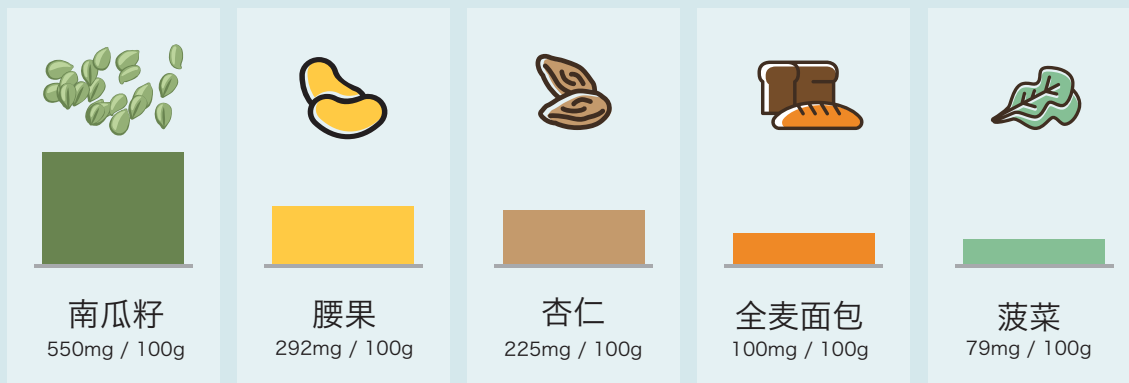 南瓜籽
550mg / 100g
腰果
292mg / 100g
杏仁
225mg / 100g
全麦面包
100mg / 100g
菠菜
79mg / 100g